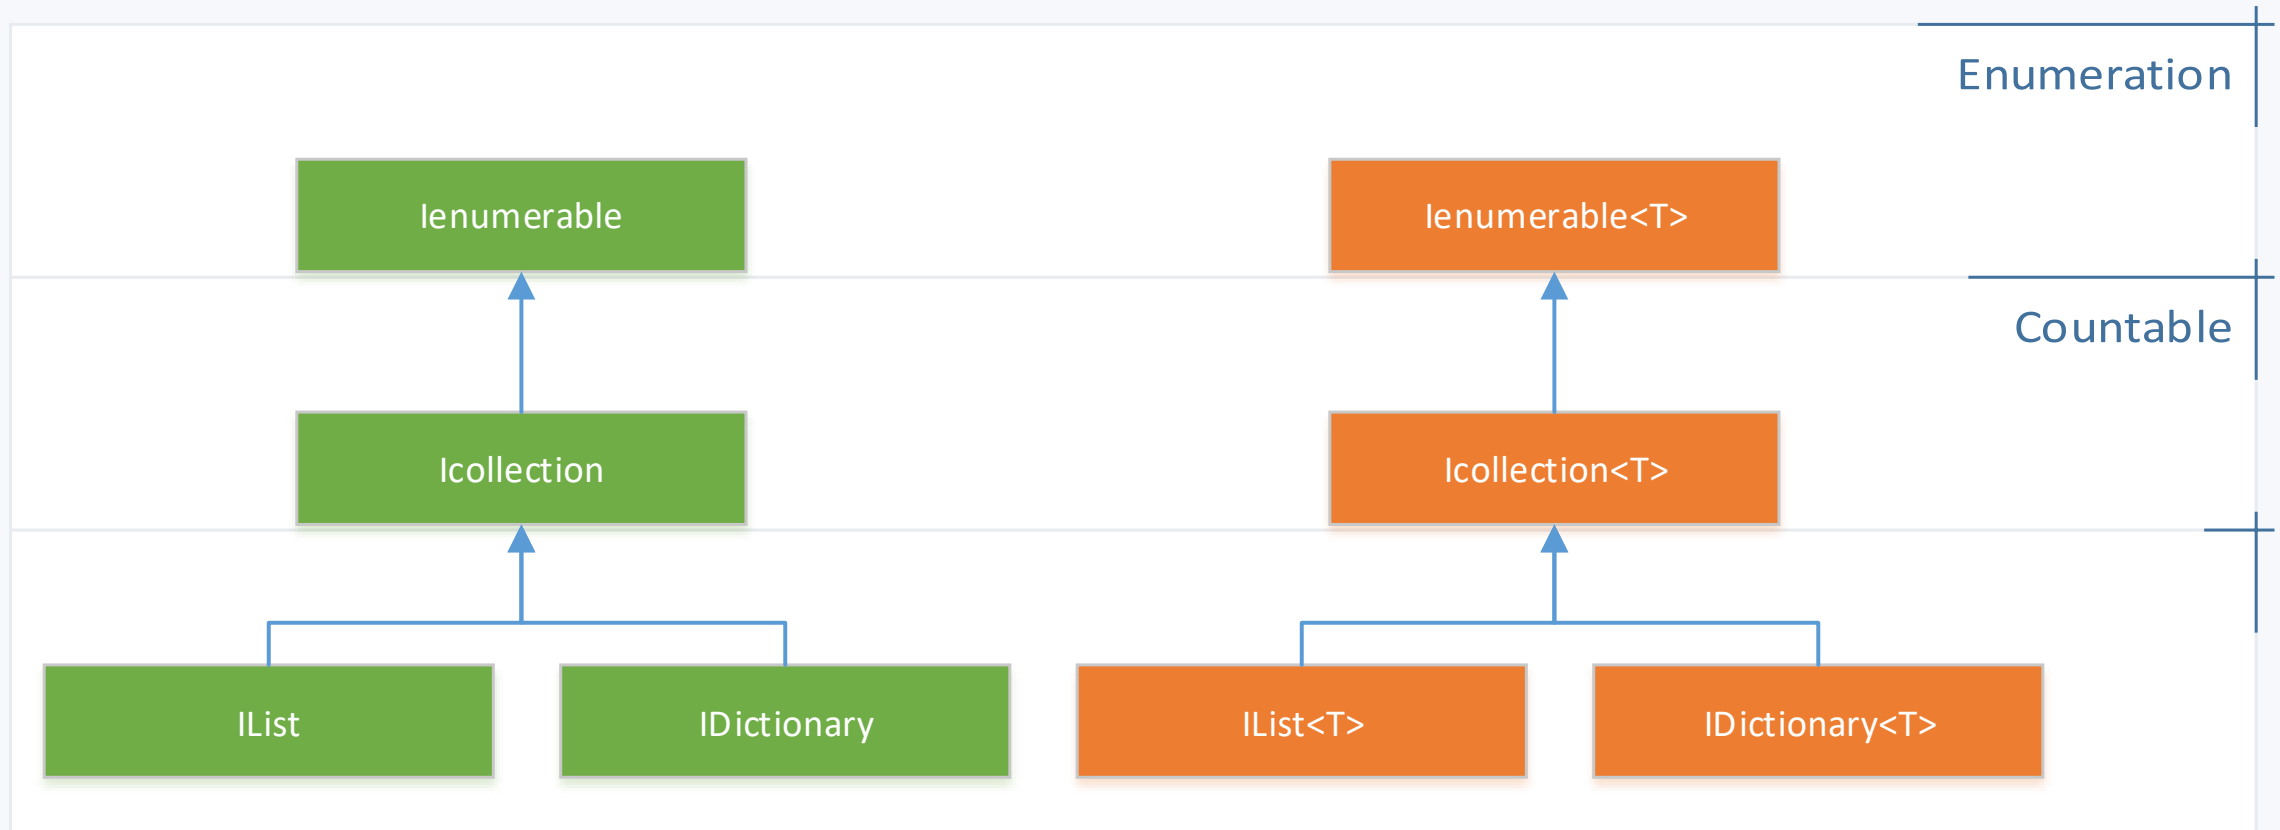 Enumeration
Ienumerable
Ienumerable<T>
Countable
Icollection
Icollection<T>
IList
IDictionary
IList<T>
IDictionary<T>